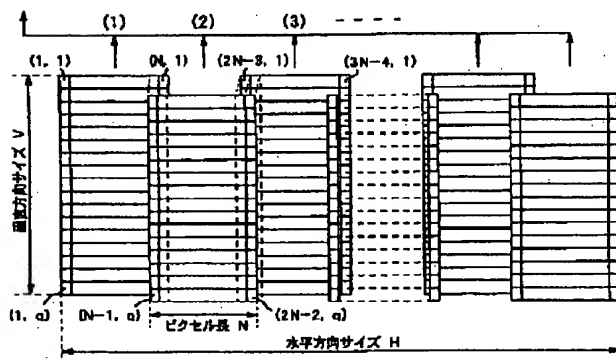 (1) (2) (3)
(1, 1) (N, 1) (2N-3, 1) (3N-4, 1)
垂直方向サイズ V
(1, a) (N-1, a) (2N-2, a)
ピクセル長 N
水平方向サイズ H